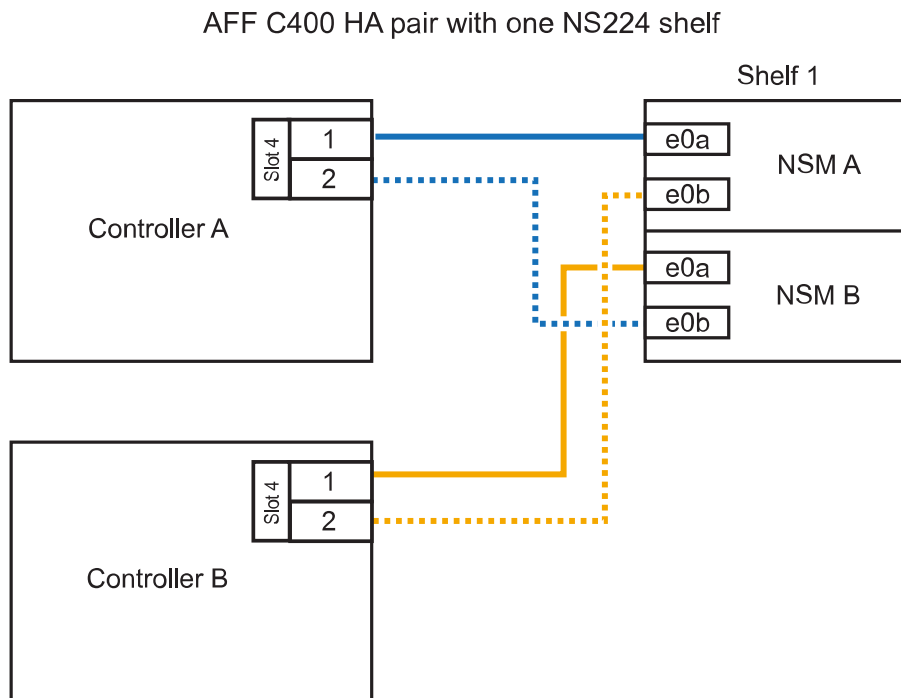 AFF C400 HA pair with one NS224 shelf
Shelf 1
Slot 4
1
2
Controller A
e0a
e0b
NSM A
e0a
e0b
NSM B
Slot 4
1
2
Controller B